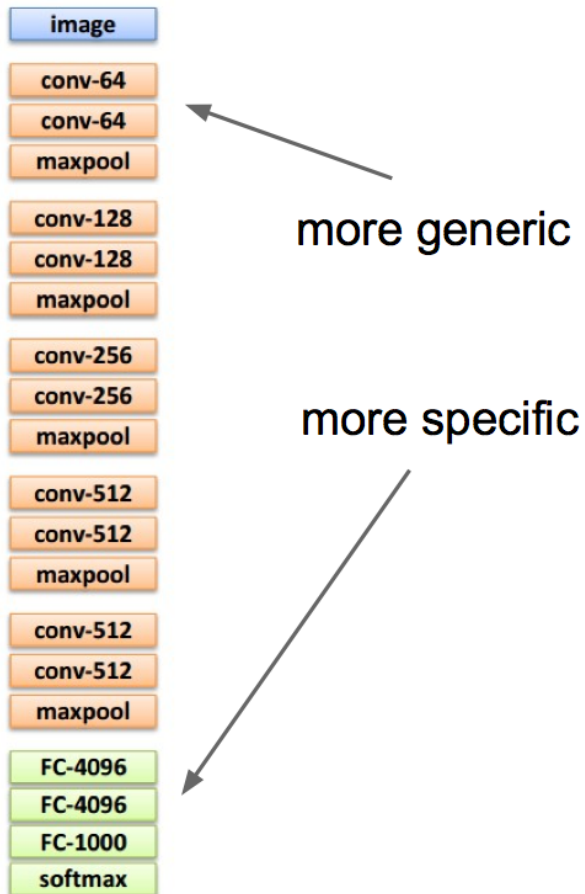 image
conv-64
conv-64
maxpool
more generic
conv-128
conv-128
maxpool
conv-256
conv-256
more specific
maxpool
conv-512
conv-512
maxpool
conv-512
conv-512
maxpool
FC-4096
FC-4096
FC-1000
softmax